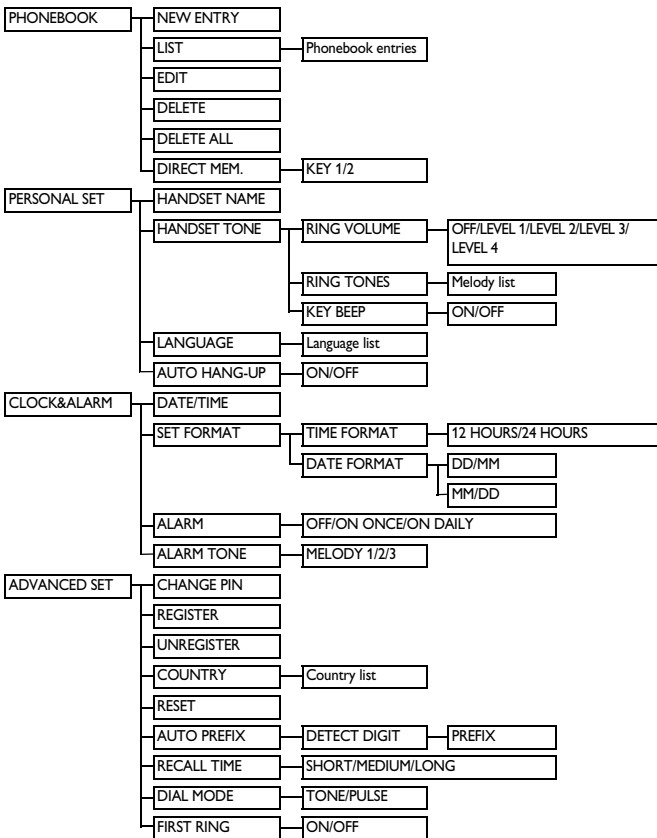 PHONEBOOK
NEW ENTRY
LIST
Phonebook entries
EDIT
DELETE
DELETE ALL
DIRECT MEM.
KEY 1/2
PERSONAL SET
HANDSET NAME
HANDSET TONE
RING VOLUME
OFF/LEVEL 1/LEVEL 2/LEVEL 3/
LEVEL 4
RING TONES
Melody list
KEY BEEP
ON/OFF
LANGUAGE
Language list
AUTO HANG-UP
ON/OFF
CLOCK&ALARM
DATE/TIME
SET FORMAT
TIME FORMAT
12 HOURS/24 HOURS
DATE FORMAT
DD/MM
MM/DD
ALARM
OFF/ON ONCE/ON DAILY
ALARM TONE
MELODY 1/2/3
ADVANCED SET
CHANGE PIN
REGISTER
UNREGISTER
COUNTRY
Country list
RESET
AUTO PREFIX
DETECT DIGIT
PREFIX
RECALL TIME
SHORT/MEDIUM/LONG
DIAL MODE
TONE/PULSE
FIRST RING
ON/OFF